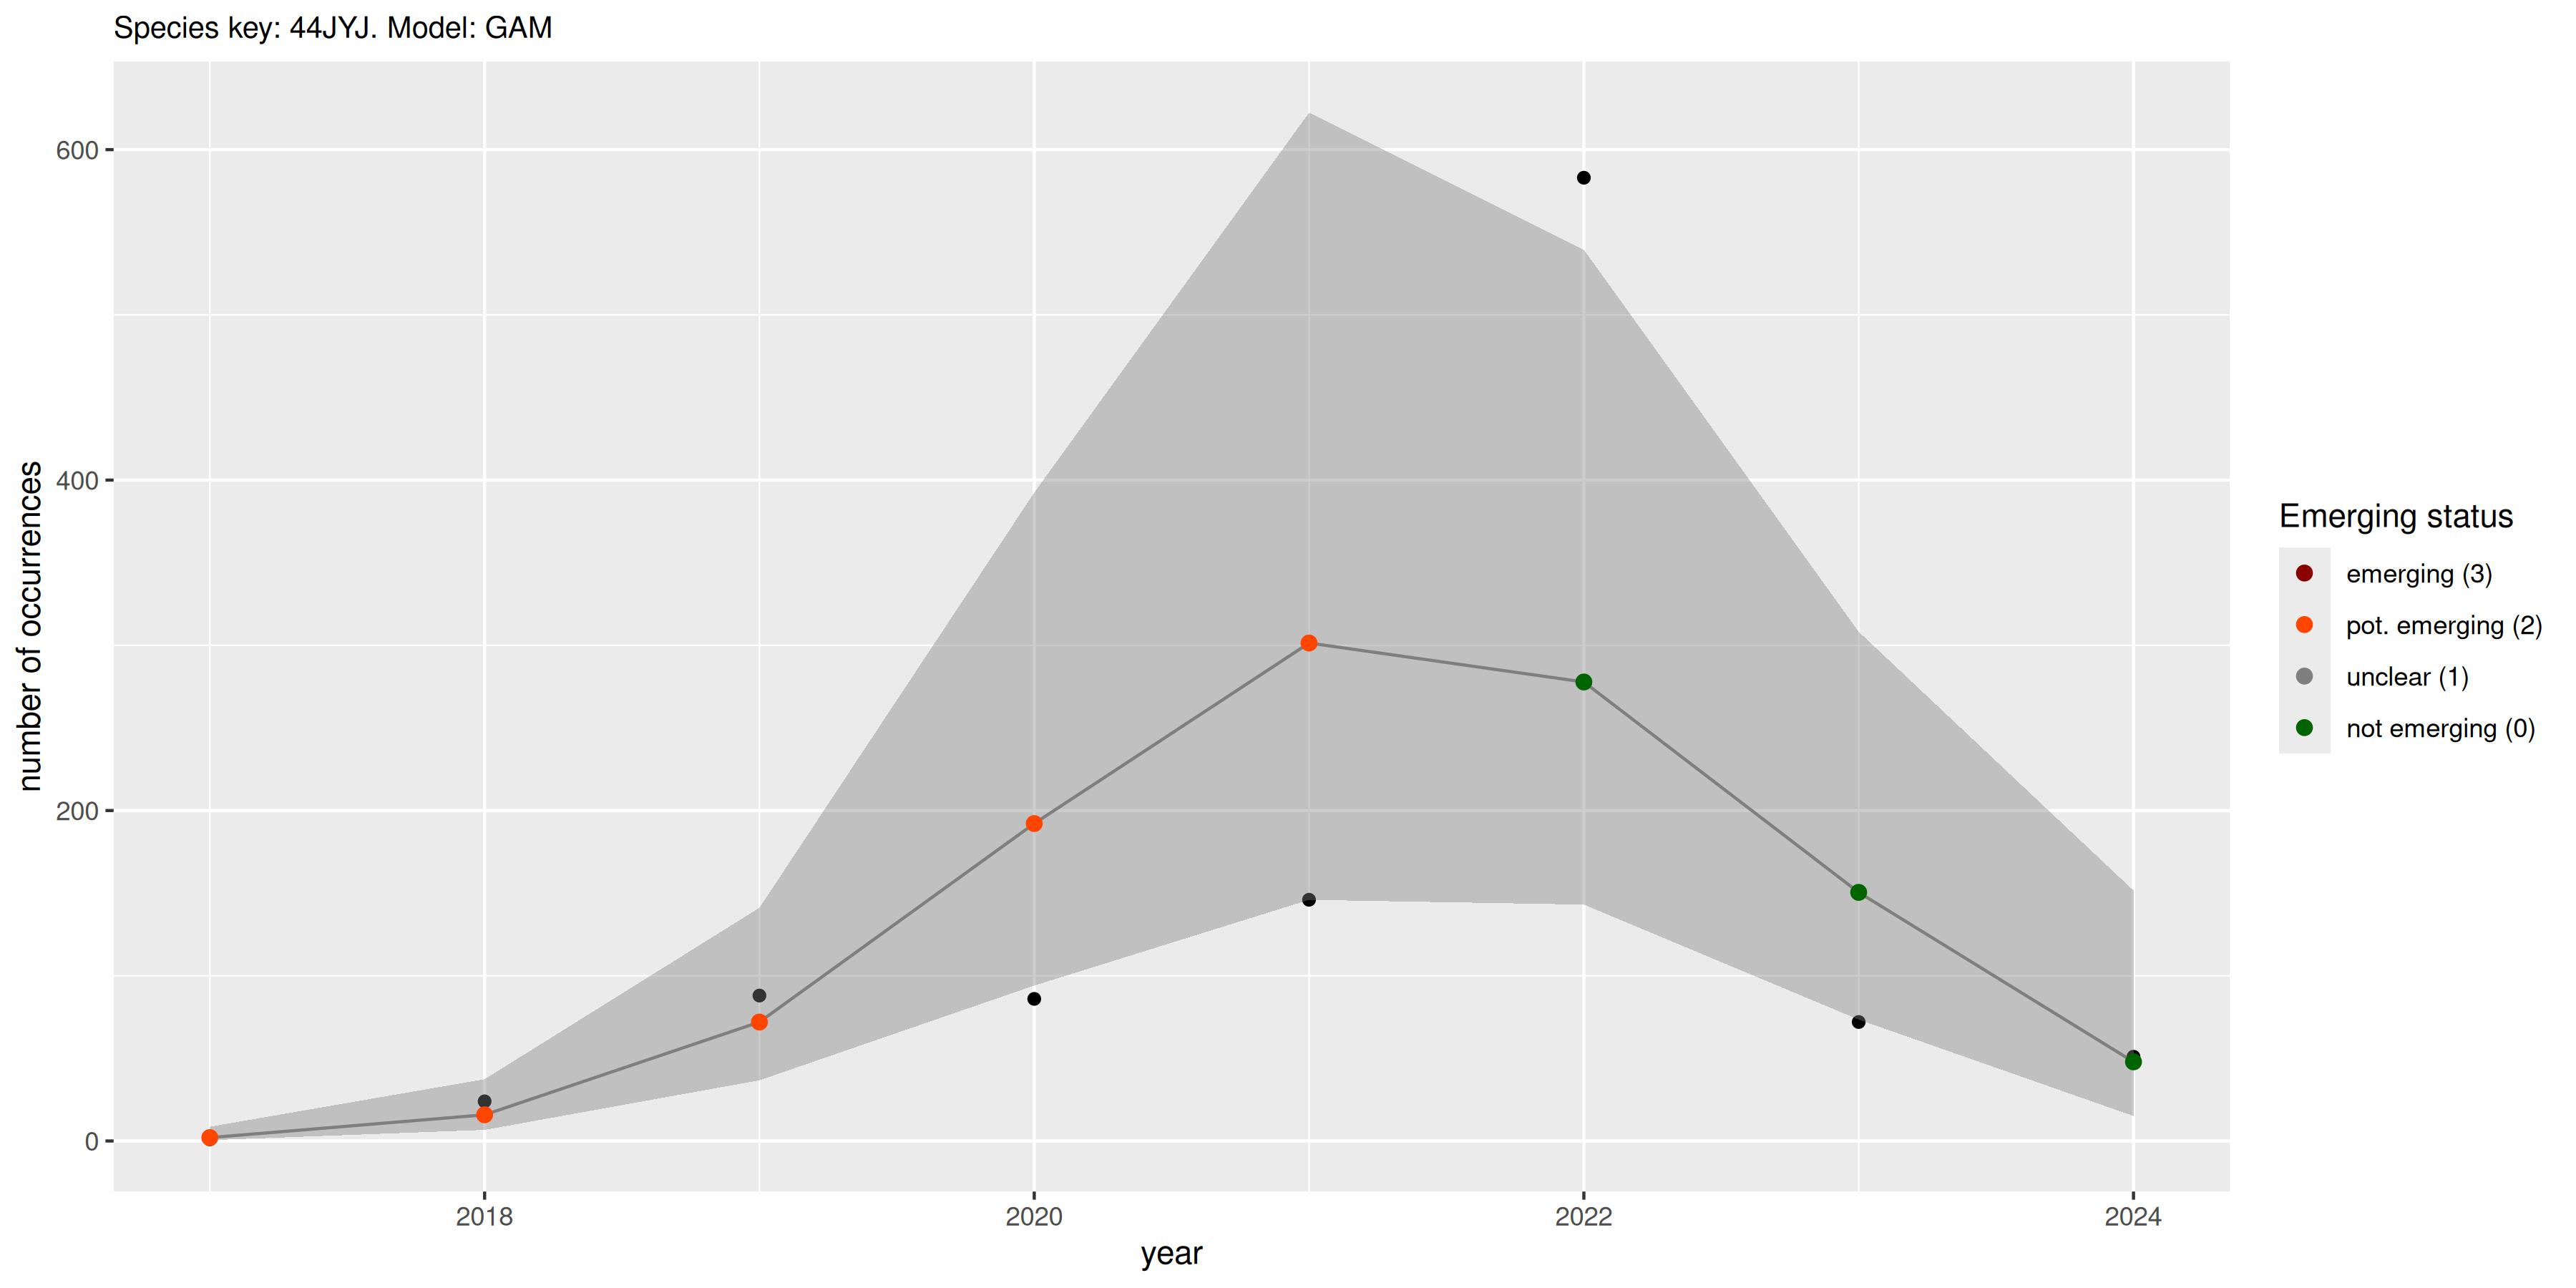 Species key: 44JYJ. Model: GAM
600
400
200
0
number of occurrences
2018
2020
2022
2024
year
Emerging status
emerging (3)
pot. emerging (2)
unclear (1)
not emerging (0)